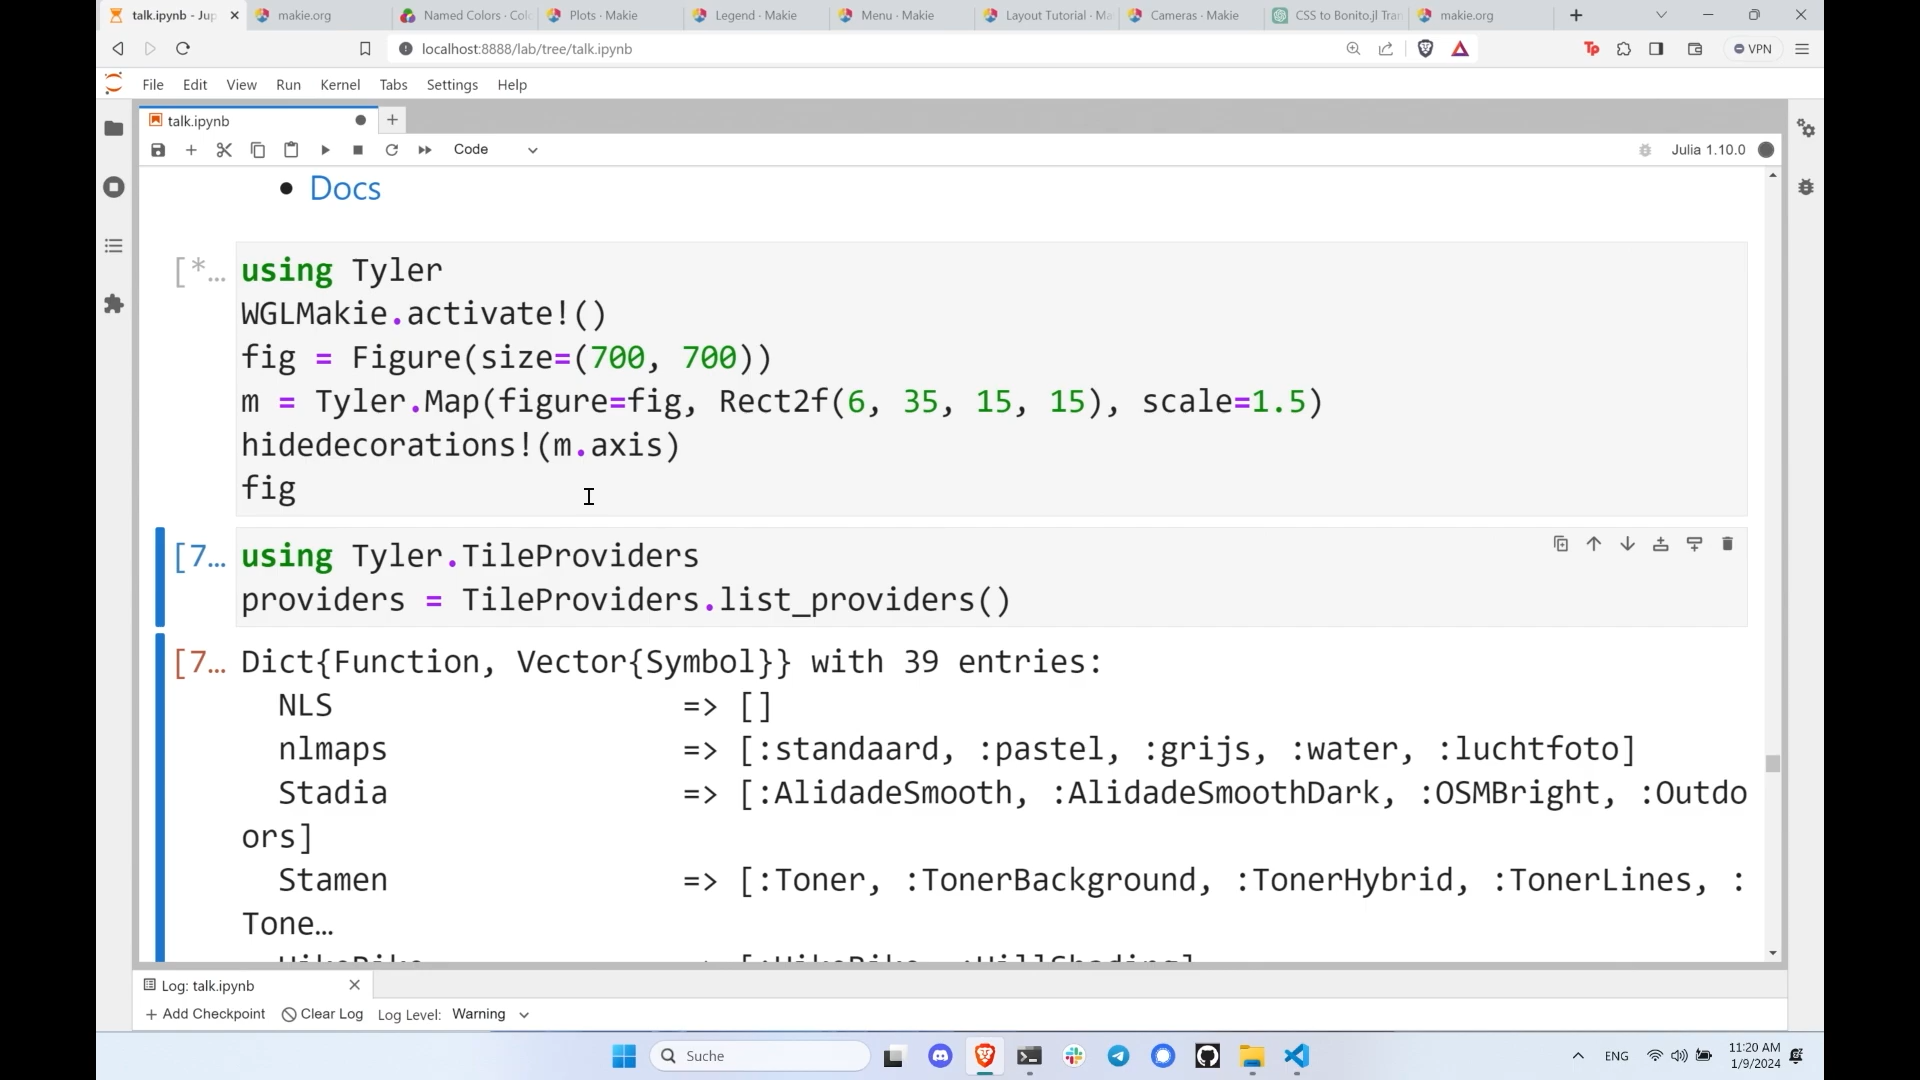 talk.ipynb - Jup
makie.org
Named Colors · Colo
Plots · Makie
Legend · Makie
Menu · Makie
Layout Tutorial · Ma
Cameras · Makie
CSS to Bonito.jl Tran
makie.org
localhost:8888/lab/tree/talk.ipynb
VPN
File
Edit
View
Run
Kernel
Tabs
Settings
Help
talk.ipynb
Code
Julia 1.10.0
• Docs
[*…
using Tyler
WGLMakie.activate!()
fig = Figure(size=(700, 700))
m = Tyler.Map(figure=fig, Rect2f(6, 35, 15, 15), scale=1.5)
hidedecorations!(m.axis)
fig
[7… using Tyler.TileProviders
providers = TileProviders.list_providers()
[7… Dict{Function, Vector{Symbol}} with 39 entries:
NLS => []
nlmaps => [:standaard, :pastel, :grijs, :water, :luchtfoto]
Stadia => [:AlidadeSmooth, :AlidadeSmoothDark, :OSMBright, :Outdo
ors]
Stamen => [:Toner, :TonerBackground, :TonerHybrid, :TonerLines, :
Tone…
HikeBike => [:HikeBike, :HillShading]
Log: talk.ipynb
+ Add Checkpoint
Clear Log
Log Level:
Warning
Suche
ENG
11:20 AM
1/9/2024